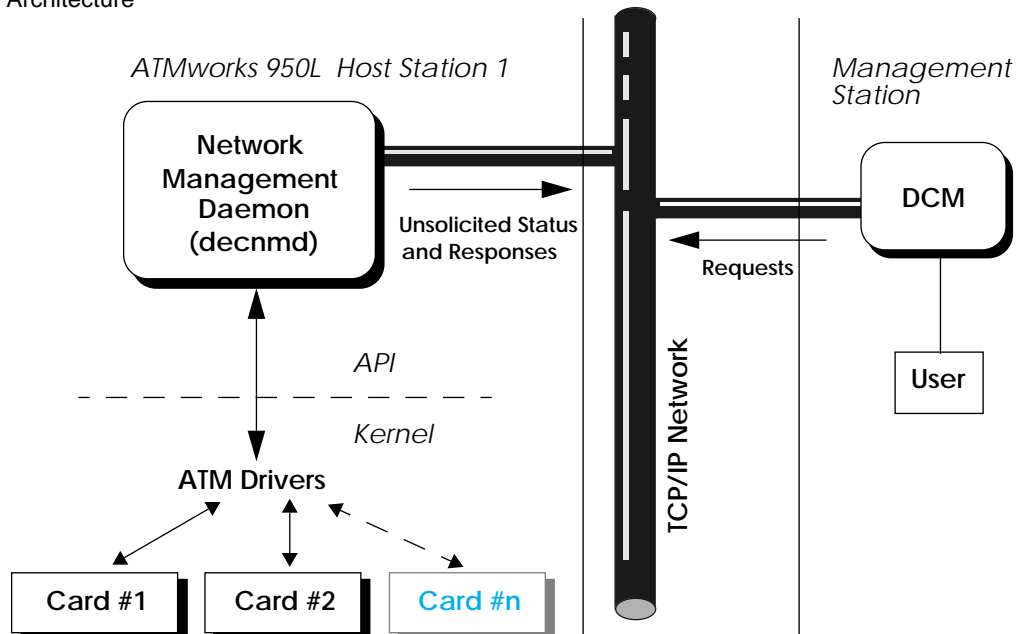 Architecture
ATMworks 950L Host Station 1
Management
Station
Network
Management
Daemon
(decnmd)
DCM
Unsolicited Status
and Responses
Requests
User
API
Kernel
TCP/IP Network
ATM Drivers
Card #1
Card #2
Card #n